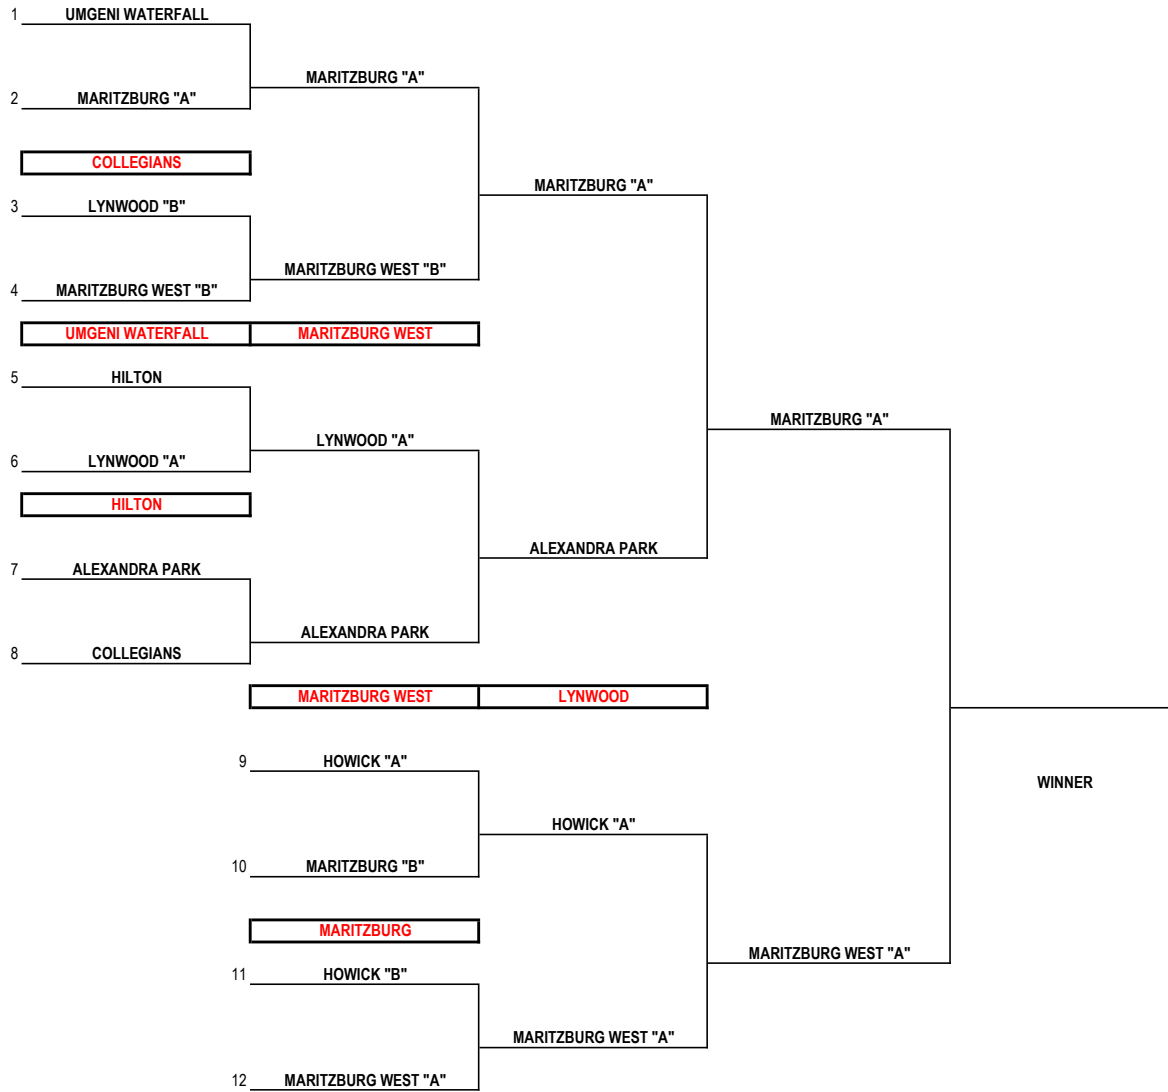 1 UMGENI WATERFALL
MARITZBURG "A"
2 MARITZBURG "A"
COLLEGIANS
MARITZBURG "A"
3 LYNWOOD "B"
MARITZBURG WEST "B"
4 MARITZBURG WEST "B"
UMGENI WATERFALL MARITZBURG WEST
5 HILTON
MARITZBURG "A"
LYNWOOD "A"
6 LYNWOOD "A"
HILTON
ALEXANDRA PARK
7 ALEXANDRA PARK
ALEXANDRA PARK
8 COLLEGIANS
MARITZBURG WEST LYNWOOD
9 HOWICK "A"
WINNER
HOWICK "A"
10 MARITZBURG "B"
MARITZBURG
MARITZBURG WEST "A"
11 HOWICK "B"
MARITZBURG WEST "A"
12 MARITZBURG WEST "A"